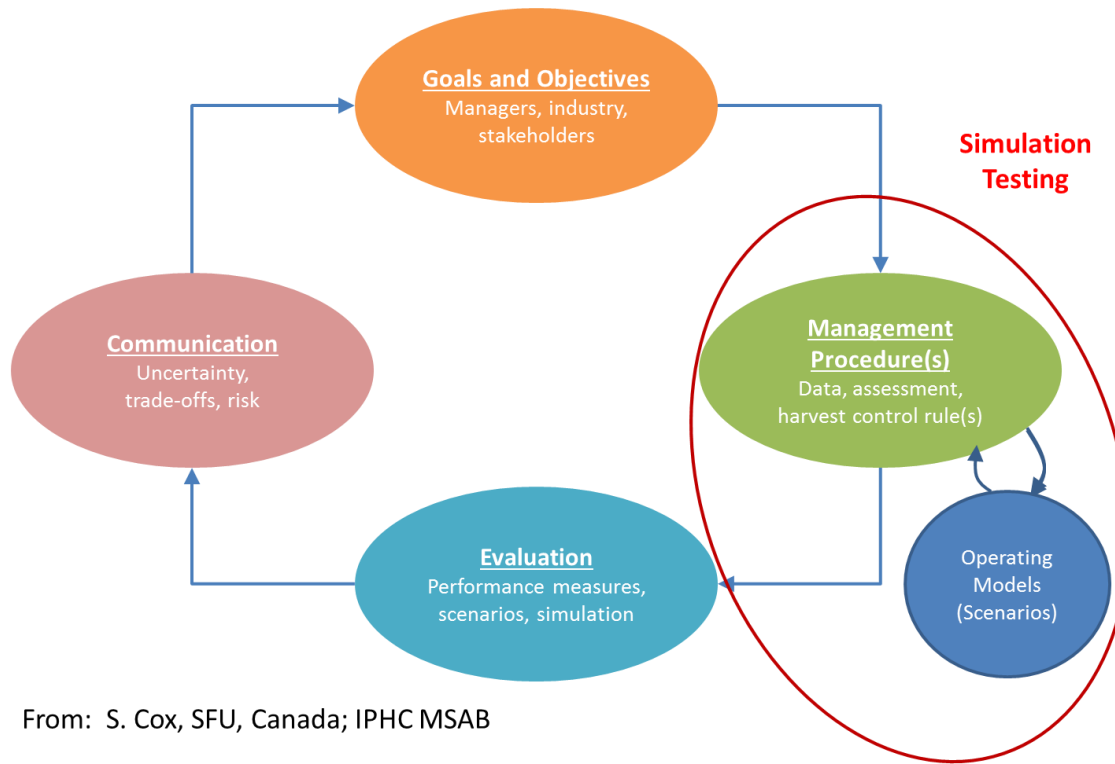 Goals and Objectives
Managers, industry,
stakeholders
Simulation
Testing
Management
Procedure(s)
Data, assessment,
harvest control rule(s)
Communication
Uncertainty,
trade-offs, risk
Operating
Models
(Scenarios)
Evaluation
Performance measures,
scenarios, simulation
From:  S. Cox, SFU, Canada; IPHC MSAB